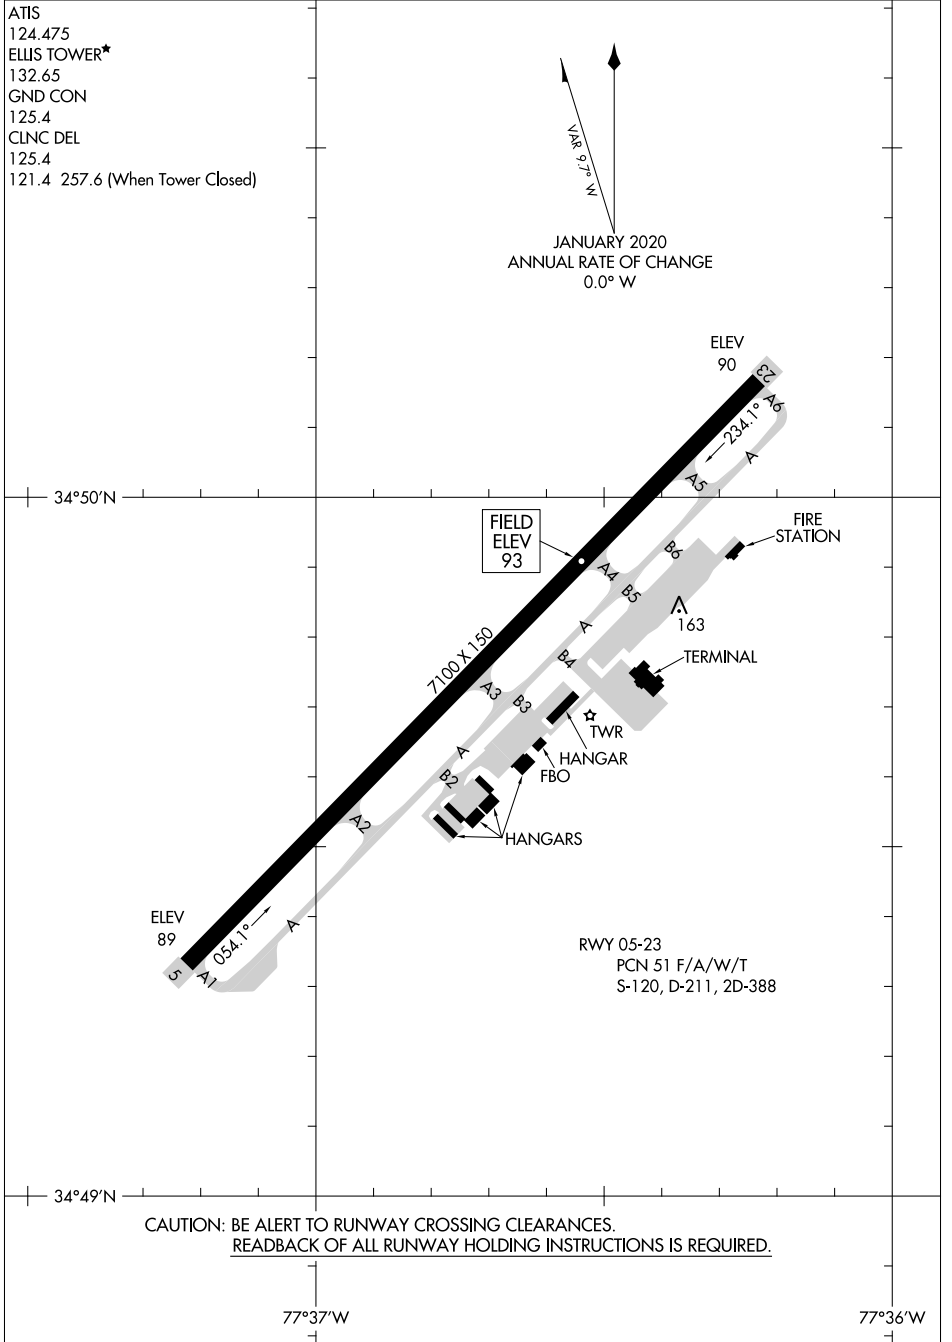 ATIS
124.475
ELLIS TOWER★
132.65
GND CON
125.4
CLNC DEL
125.4
121.4 257.6 (When Tower Closed)
VAR 9.7° W
JANUARY 2020
ANNUAL RATE OF CHANGE
0.0° W
ELEV
90
23
A6
234.1°
A
A5
34°50'N
FIELD
ELEV
93
FIRE
STATION
B6
A4
B5
163
A
7100 X 150
B4
TERMINAL
A3
B3
TWR
A
HANGAR
B2
FBO
A2
HANGARS
ELEV
89
054.1°
A
5
A1
RWY 05-23
PCN 51 F/A/W/T
S-120, D-211, 2D-388
34°49'N
CAUTION: BE ALERT TO RUNWAY CROSSING CLEARANCES.
READBACK OF ALL RUNWAY HOLDING INSTRUCTIONS IS REQUIRED.
77°37'W
77°36'W